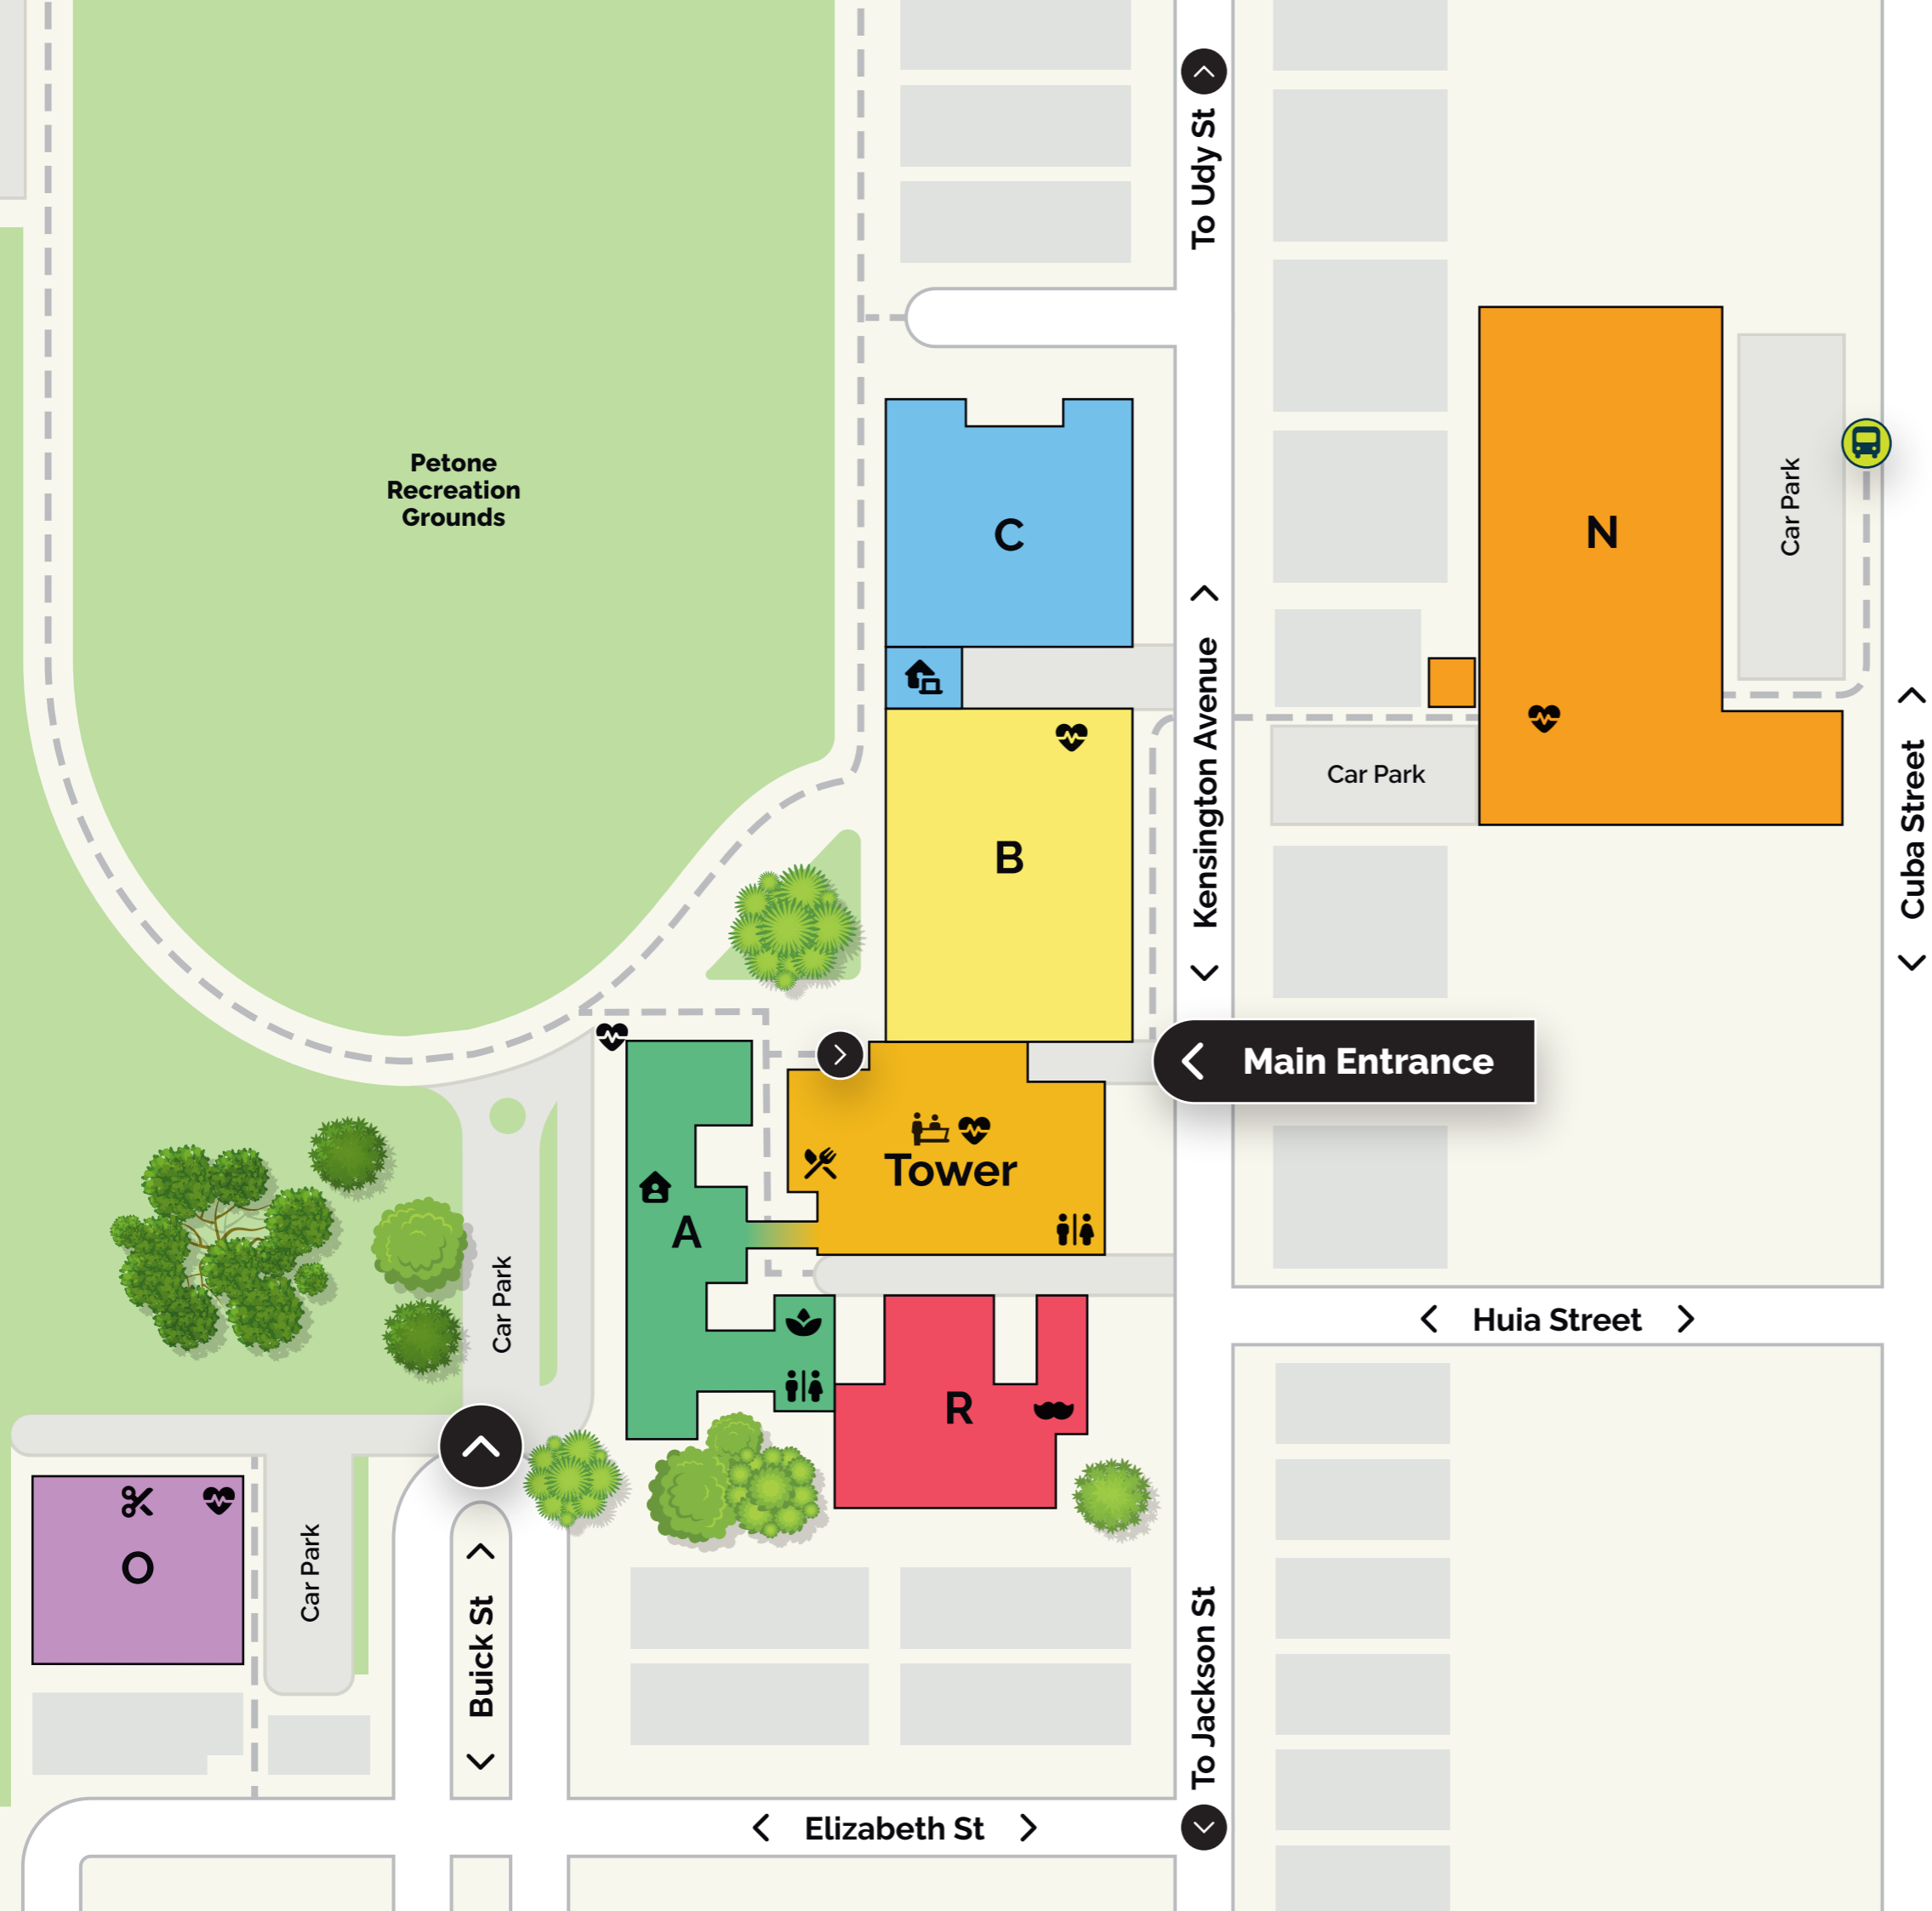 To Udy St
Petone
Recreation
Grounds
C
N
Car Park
Kensington Avenue
Cuba Street
Car Park
B
Main Entrance
Tower
A
Car Park
Huia Street
R
O
Car Park
Buick St
To Jackson St
Elizabeth St